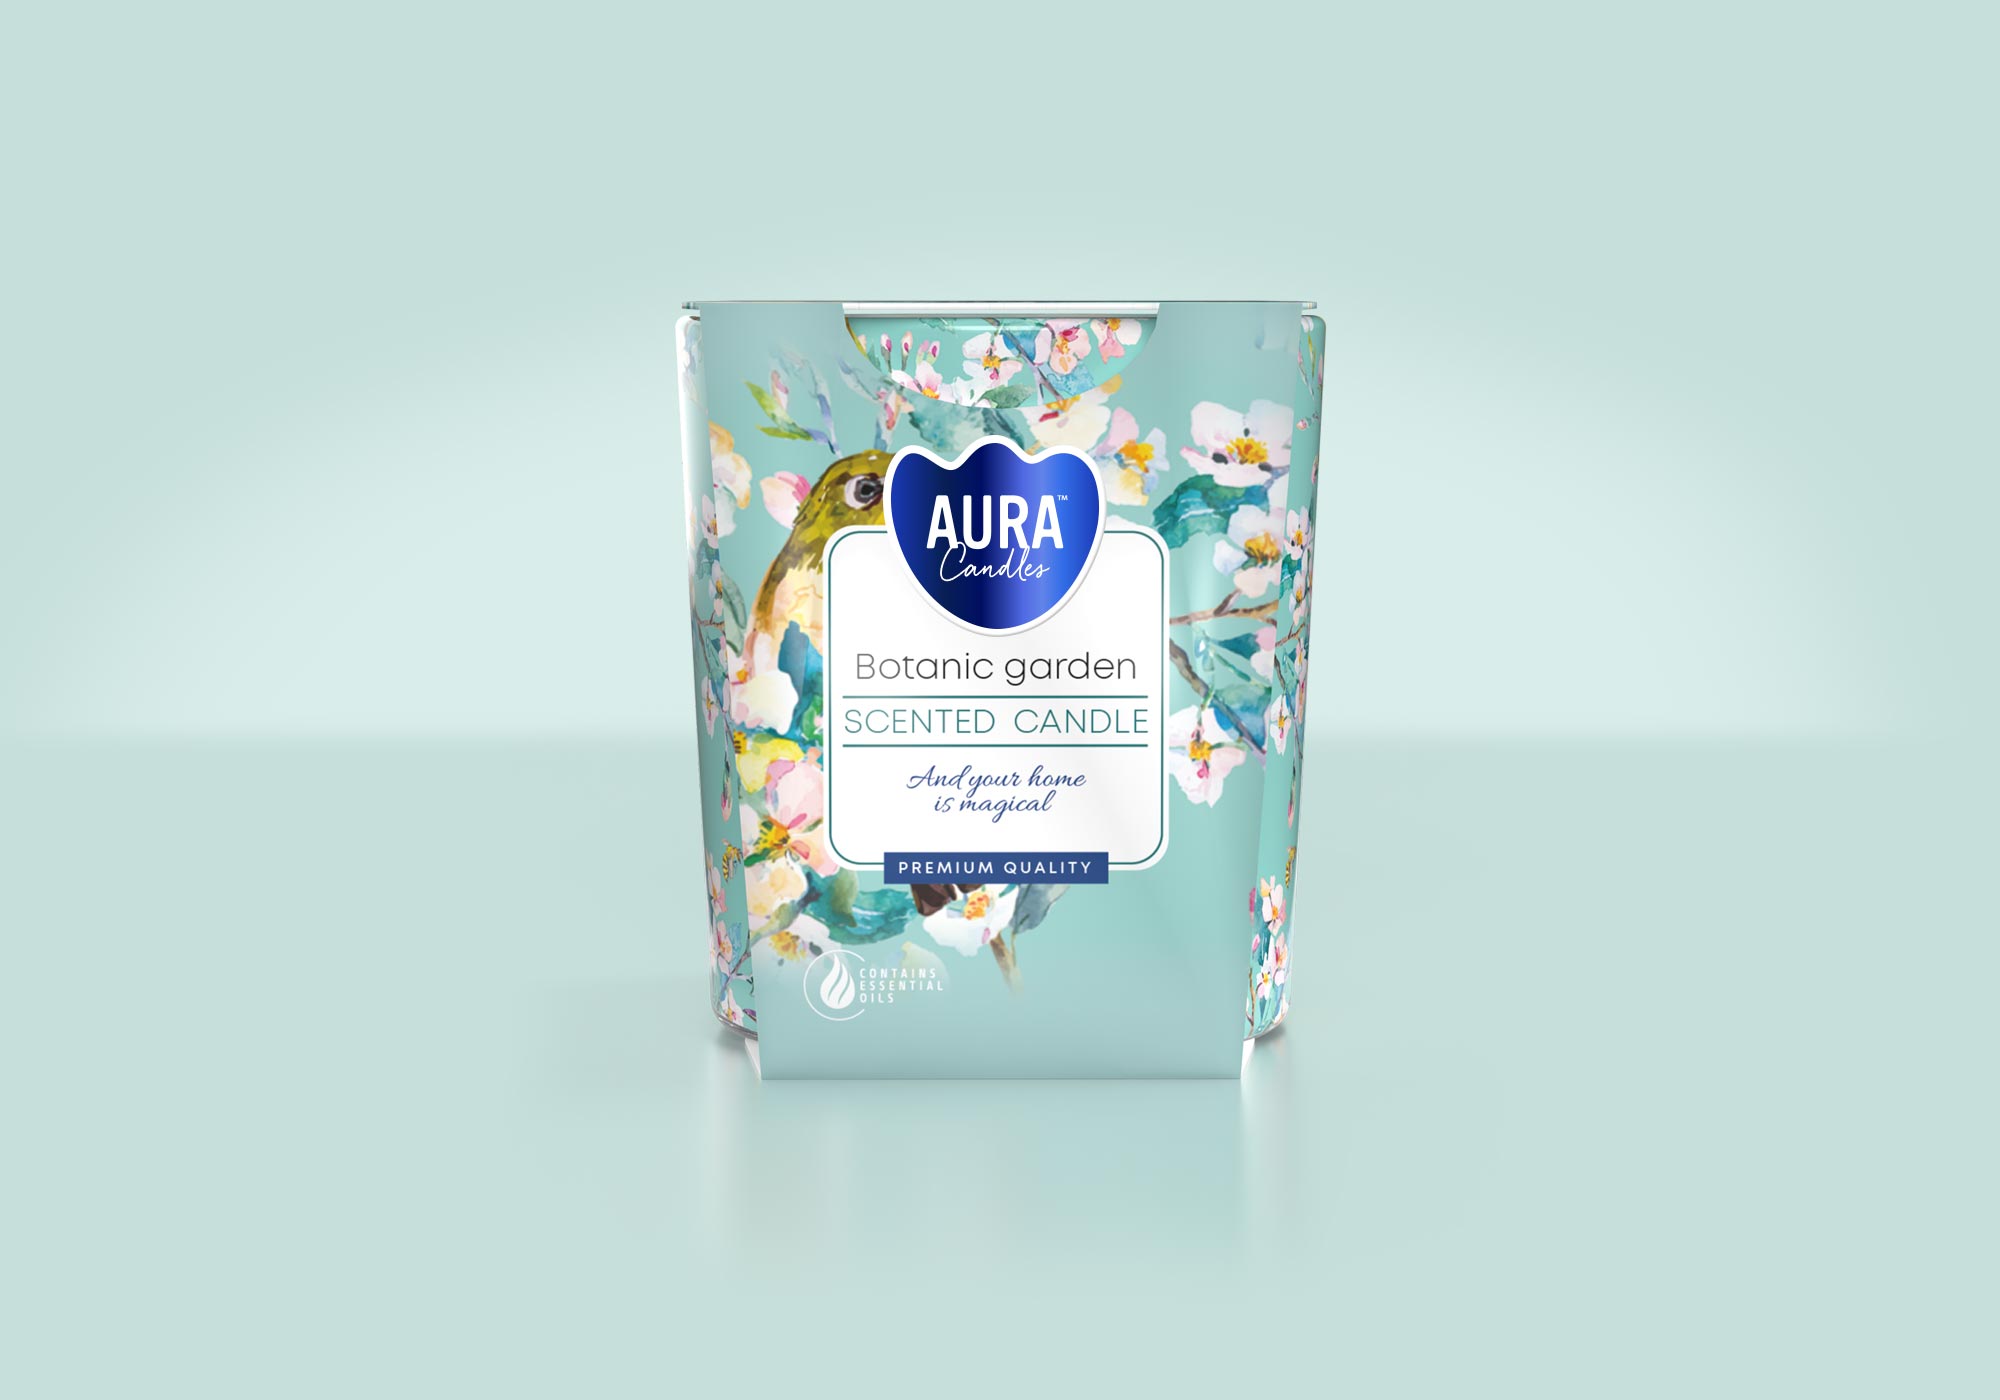 AURA™
Candles
Botanic garden
SCENTED CANDLE
And your home
is magical
PREMIUM QUALITY
CONTAINS
ESSENTIAL
OILS